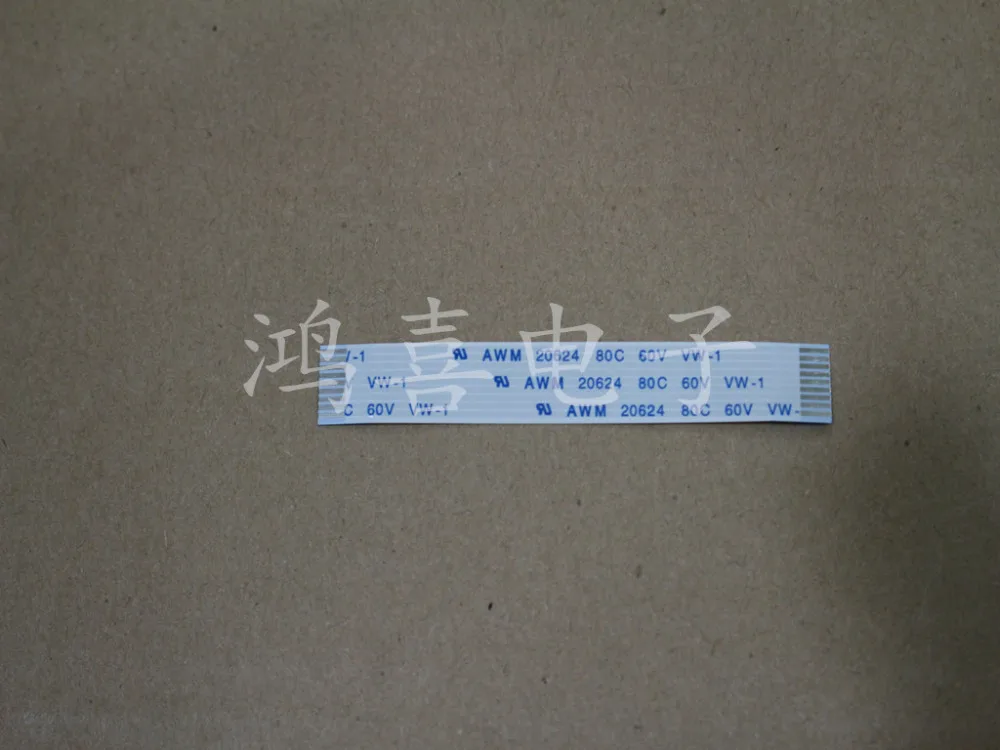 鸿喜电子
/-1 AWM 20624 80C 60V VW-1
V VW-1 AWM 20624 80C 60V VW-1
C 60V VW-1 AWM 20624 80C 60V VW-